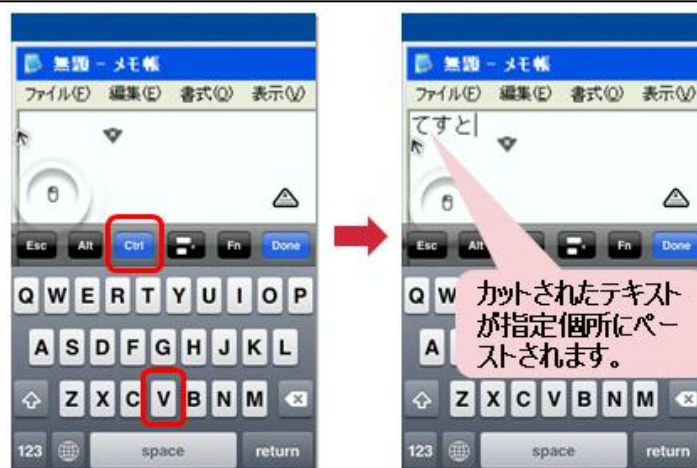 無題 - メモ帳
ファイル(F) 編集(E) 書式(O) 表示(V)
Esc Alt Ctrl Fn Done
Q W E R T Y U I O P
A S D F G H J K L
Z X C V B N M
123 space return
無題 - メモ帳
ファイル(F) 編集(E) 書式(O) 表示(V)
てすと
Esc Alt Fn Done
Q W
カットされたテキスト
が指定個所にペー
ストされます。
A
Z X C V B N M
123 space return